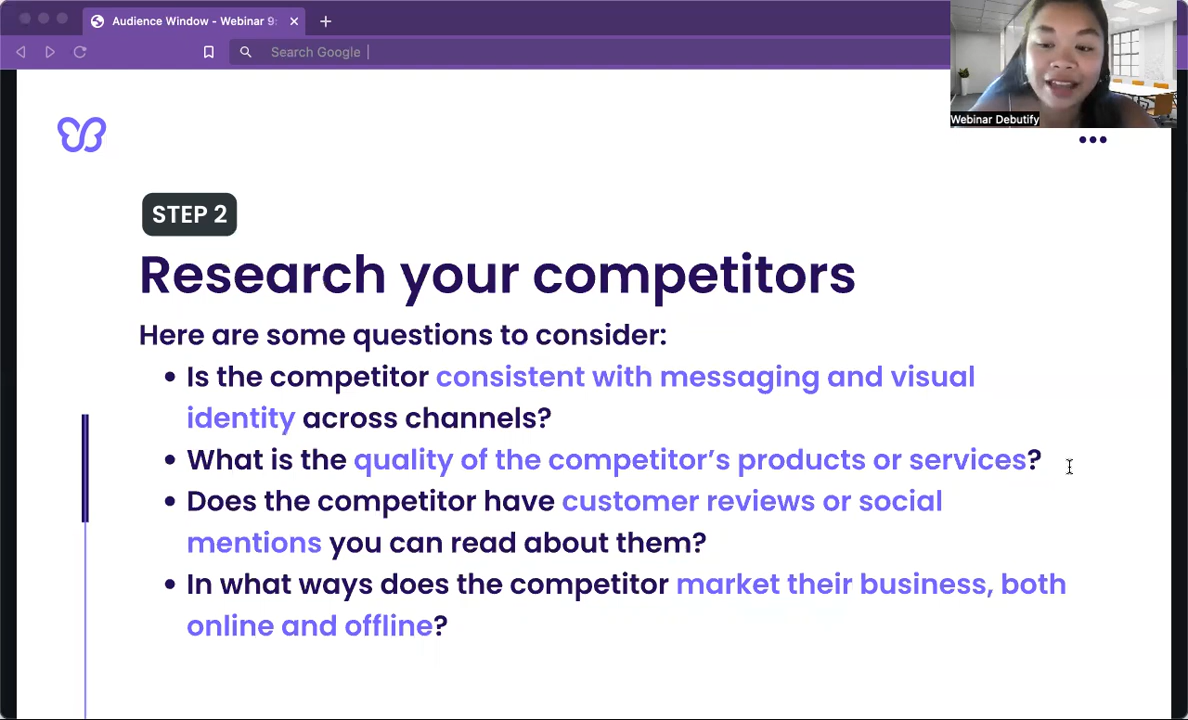 Audience Window - Webinar 9:
Search Google
Webinar Debutify
STEP 2
Research your competitors
Here are some questions to consider:
• Is the competitor consistent with messaging and visual
identity across channels?
• What is the quality of the competitor's products or services?
• Does the competitor have customer reviews or social
mentions you can read about them?
• In what ways does the competitor market their business, both
online and offline?